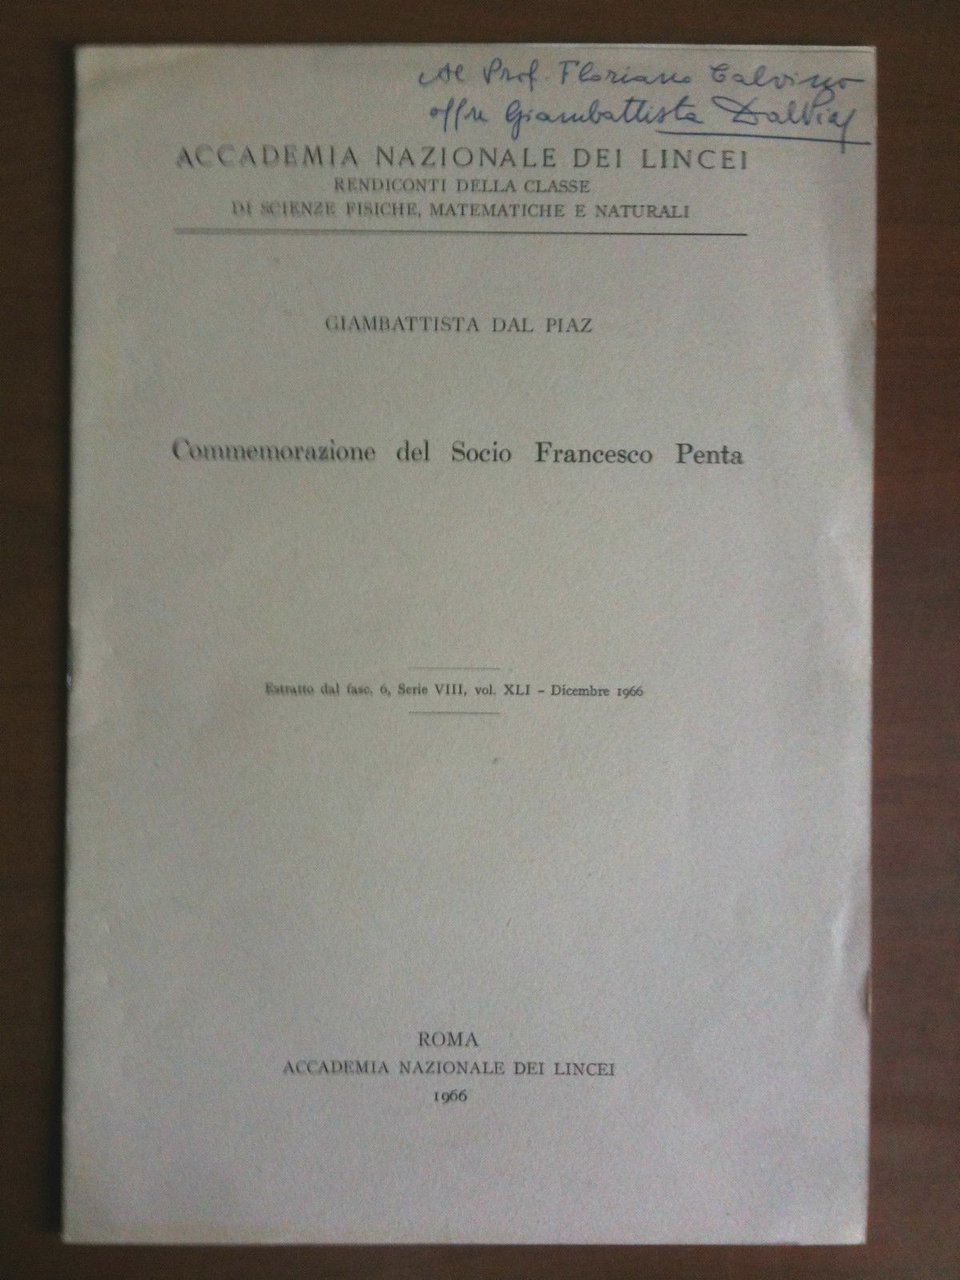 Al Prof. Floriano Calvino
offre Giambattista Dal Piaz
ACCADEMIA NAZIONALE DEI LINCEI
RENDICONTI DELLA CLASSE
DI SCIENZE FISICHE, MATEMATICHE E NATURALI
GIAMBATTISTA DAL PIAZ
Commemorazione del Socio Francesco Penta
Estratto dal fasc. 6, Serie VIII, vol. XLI – Dicembre 1966
ROMA
ACCADEMIA NAZIONALE DEI LINCEI
1966